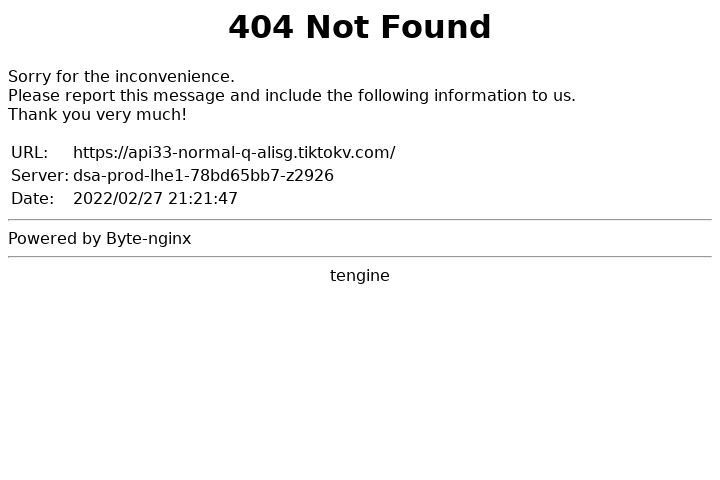 404 Not Found
Sorry for the inconvenience.
Please report this message and include the following information to us.
Thank you very much!
URL: https://api33-normal-q-alisg.tiktokv.com/
Server: dsa-prod-lhe1-78bd65bb7-z2926
Date: 2022/02/27 21:21:47
Powered by Byte-nginx
tengine